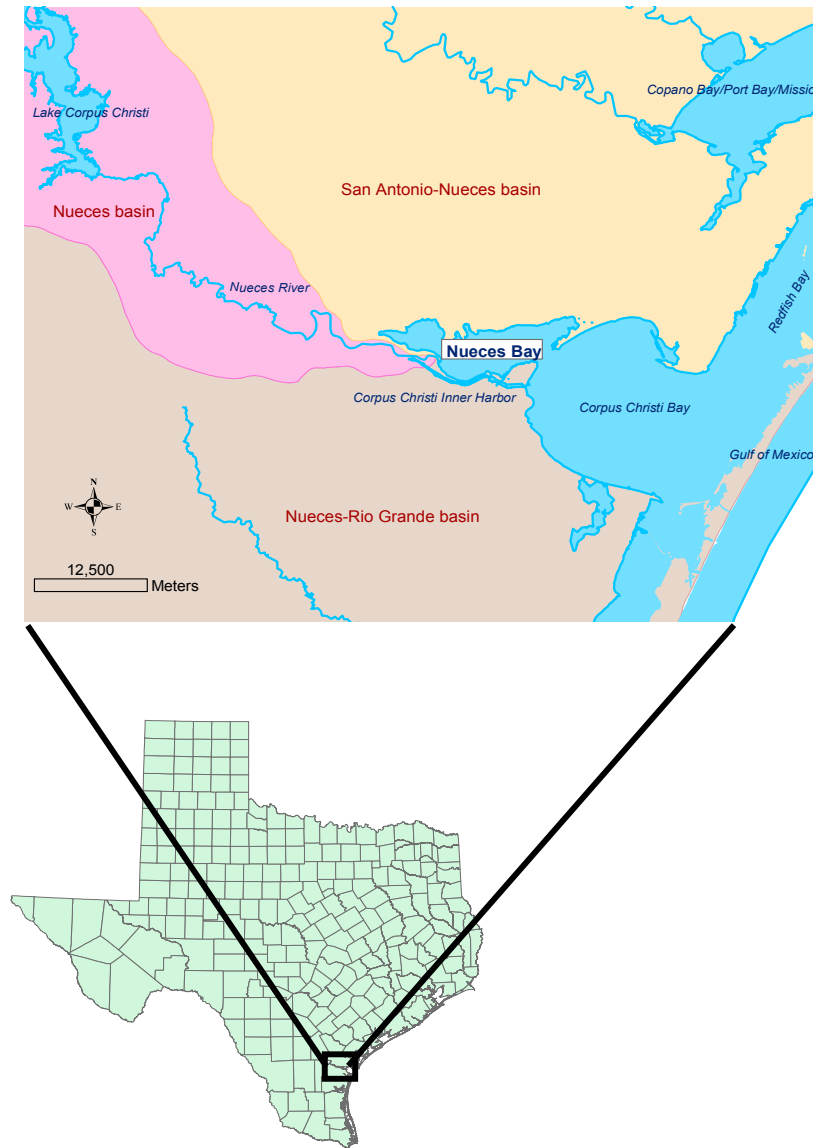 Copano Bay/Port Bay/Missio
Lake Corpus Christi
San Antonio-Nueces basin
Nueces basin
Nueces River
Redfish Bay
Nueces Bay
Corpus Christi Inner Harbor
Corpus Christi Bay
Gulf of Mexico
N
W E
S
Nueces-Rio Grande basin
12,500
Meters